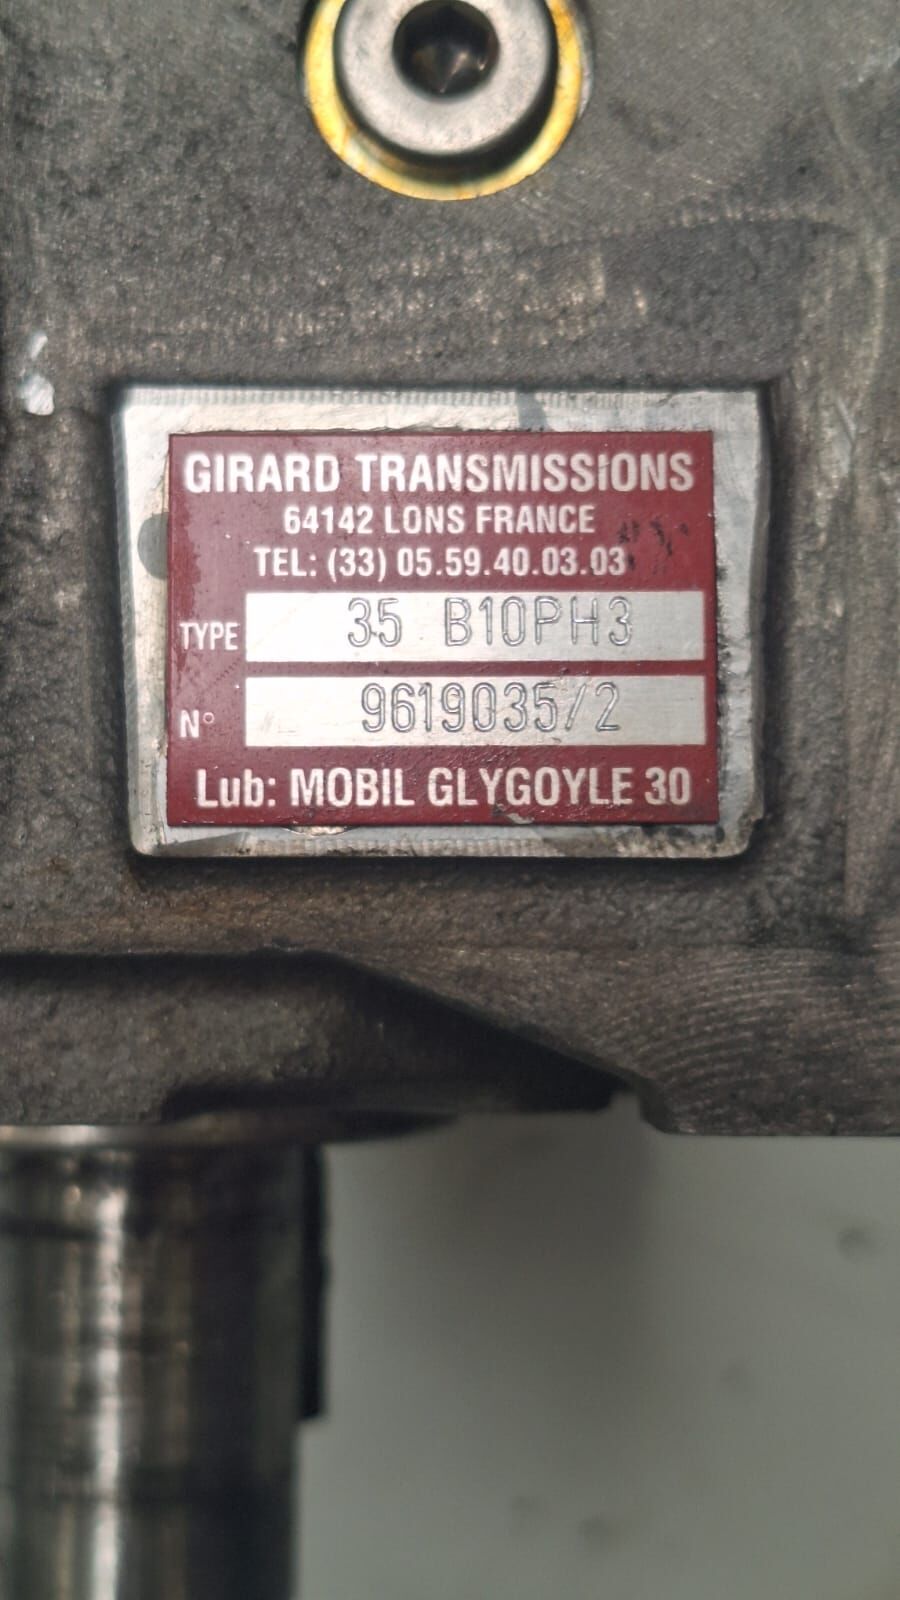 GIRARD TRANSMISSIONS
64142 LONS FRANCE
TEL: (33) 05.59.40.03.03
TYPE 35 B10PH3
N° 9619035/2
Lub: MOBIL GLYGOYLE 30